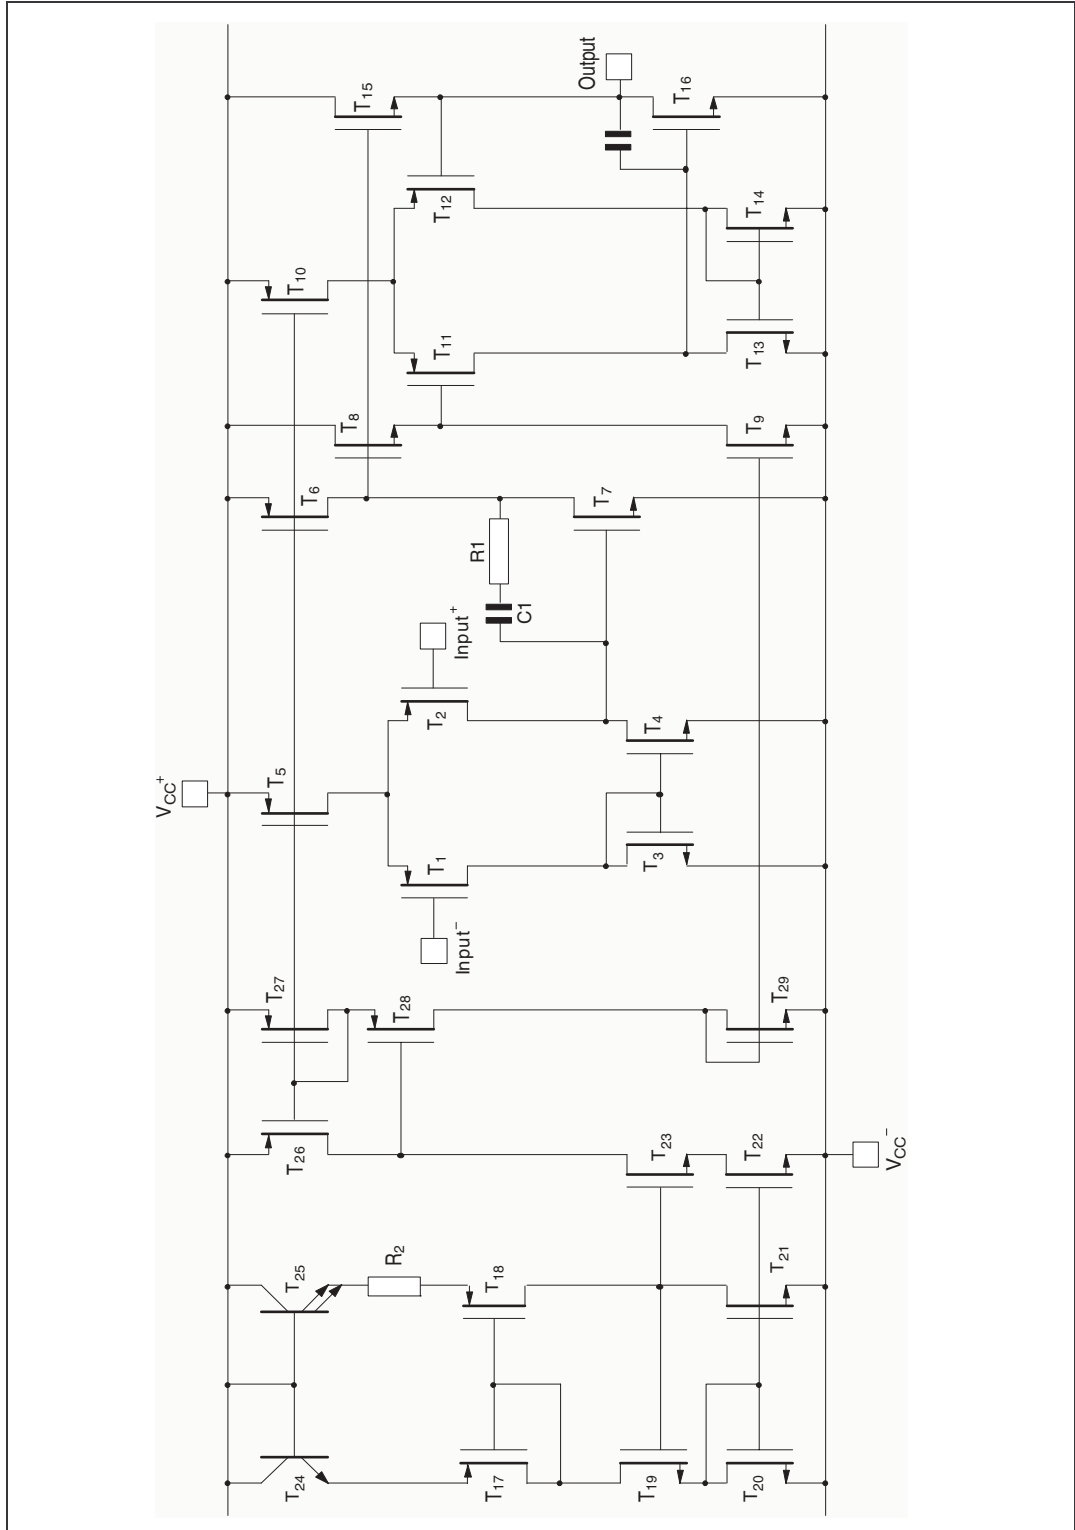 Output
T15
T16
T12
T14
T10
T11
T13
T8
T9
T6
T7
R1
C1
Input+
T2
T4
VCC+
T5
T1
T3
Input−
T27
T28
T29
T26
T23
T22
VCC−
R2
T25
T18
T21
T24
T17
T19
T20